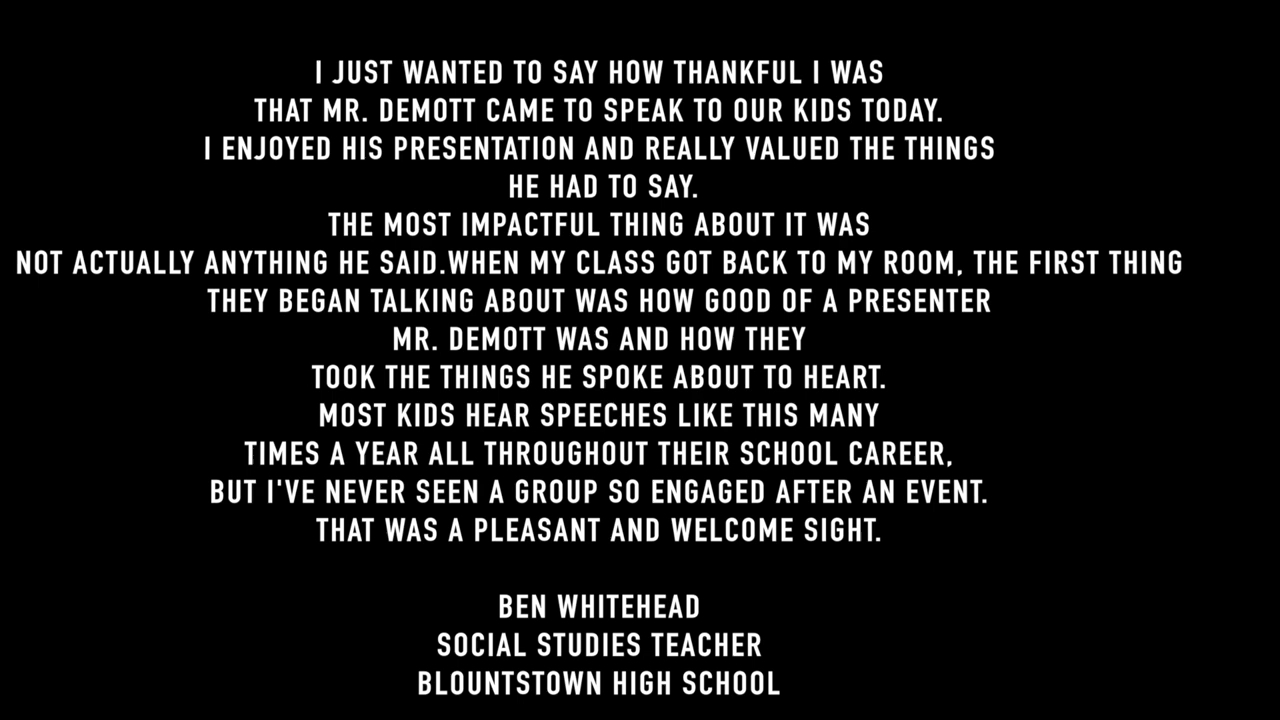 I JUST WANTED TO SAY HOW THANKFUL I WAS
THAT MR. DEMOTT CAME TO SPEAK TO OUR KIDS TODAY.
I ENJOYED HIS PRESENTATION AND REALLY VALUED THE THINGS
HE HAD TO SAY.
THE MOST IMPACTFUL THING ABOUT IT WAS
NOT ACTUALLY ANYTHING HE SAID.WHEN MY CLASS GOT BACK TO MY ROOM, THE FIRST THING
THEY BEGAN TALKING ABOUT WAS HOW GOOD OF A PRESENTER
MR. DEMOTT WAS AND HOW THEY
TOOK THE THINGS HE SPOKE ABOUT TO HEART.
MOST KIDS HEAR SPEECHES LIKE THIS MANY
TIMES A YEAR ALL THROUGHOUT THEIR SCHOOL CAREER,
BUT I'VE NEVER SEEN A GROUP SO ENGAGED AFTER AN EVENT.
THAT WAS A PLEASANT AND WELCOME SIGHT.
BEN WHITEHEAD
SOCIAL STUDIES TEACHER
BLOUNTSTOWN HIGH SCHOOL